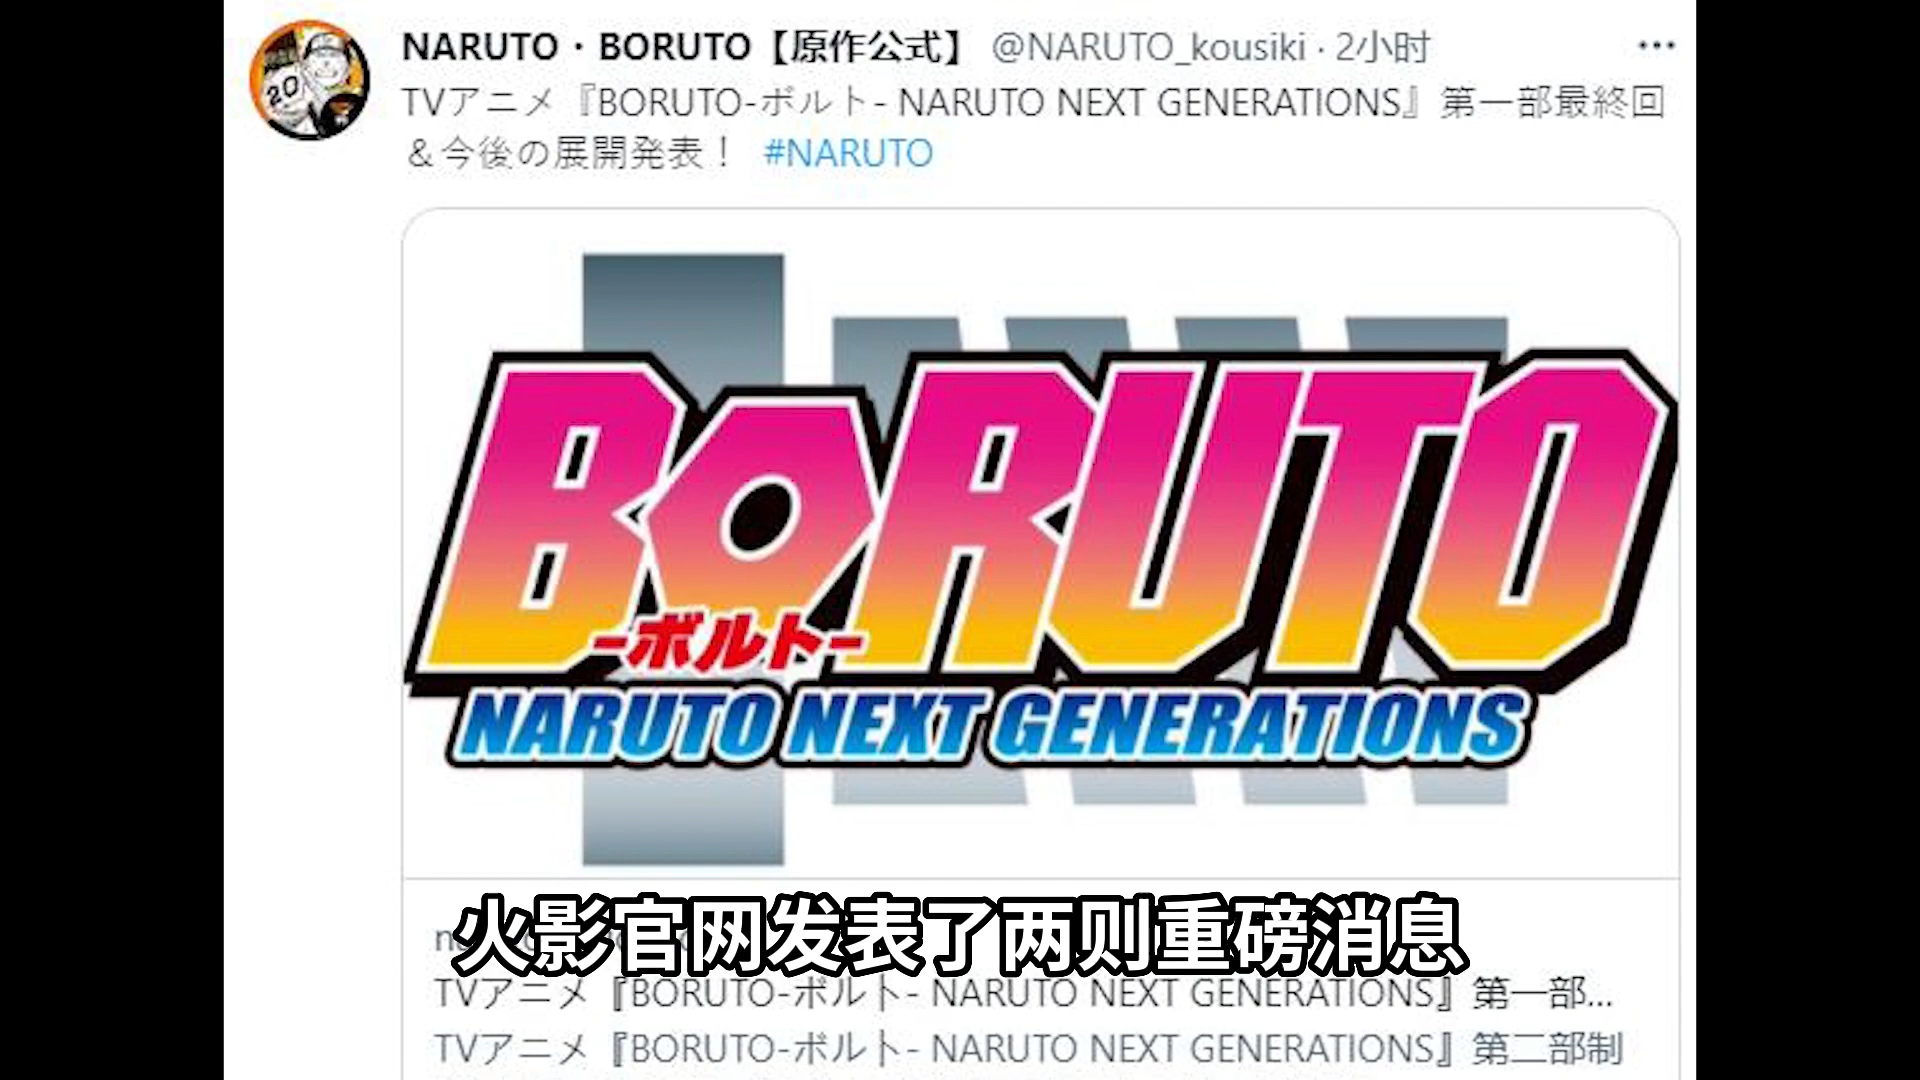 NARUTO・BORUTO【原作公式】 @NARUTO_kousiki · 2小时
TVアニメ『BORUTO-ボルト- NARUTO NEXT GENERATIONS』第一部最終回
＆今後の展開発表！ #NARUTO
20
BORUTO
-ボルト-
NARUTO NEXT GENERATIONS
火影官网发表了两则重磅消息
TVアニメ『BORUTO-ボルト- NARUTO NEXT GENERATIONS』第一部...
TVアニメ『BORUTO-ボルト- NARUTO NEXT GENERATIONS』第二部制